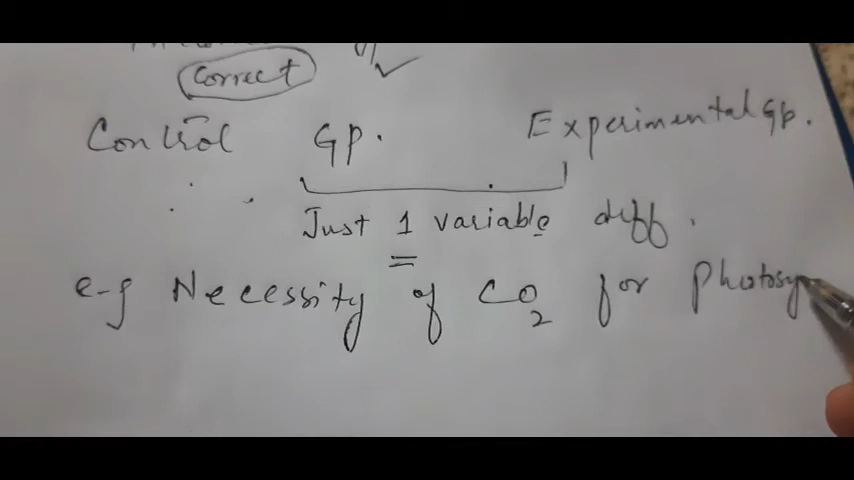 Correct
Control Gp. Experimental Gp.
Just 1 variable diff.
e-g Necessity of CO2 for Photosy